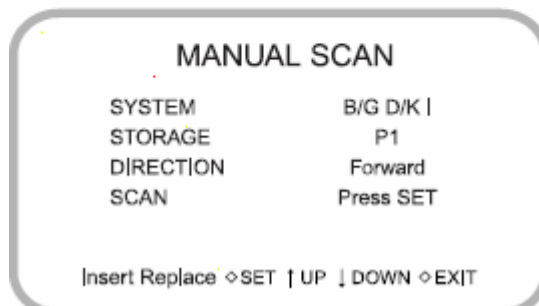 MANUAL SCAN
SYSTEM B/G D/K I
STORAGE P1
DIRECTION Forward
SCAN Press SET
Insert Replace ◇SET ↑UP ↓DOWN ◇EXIT